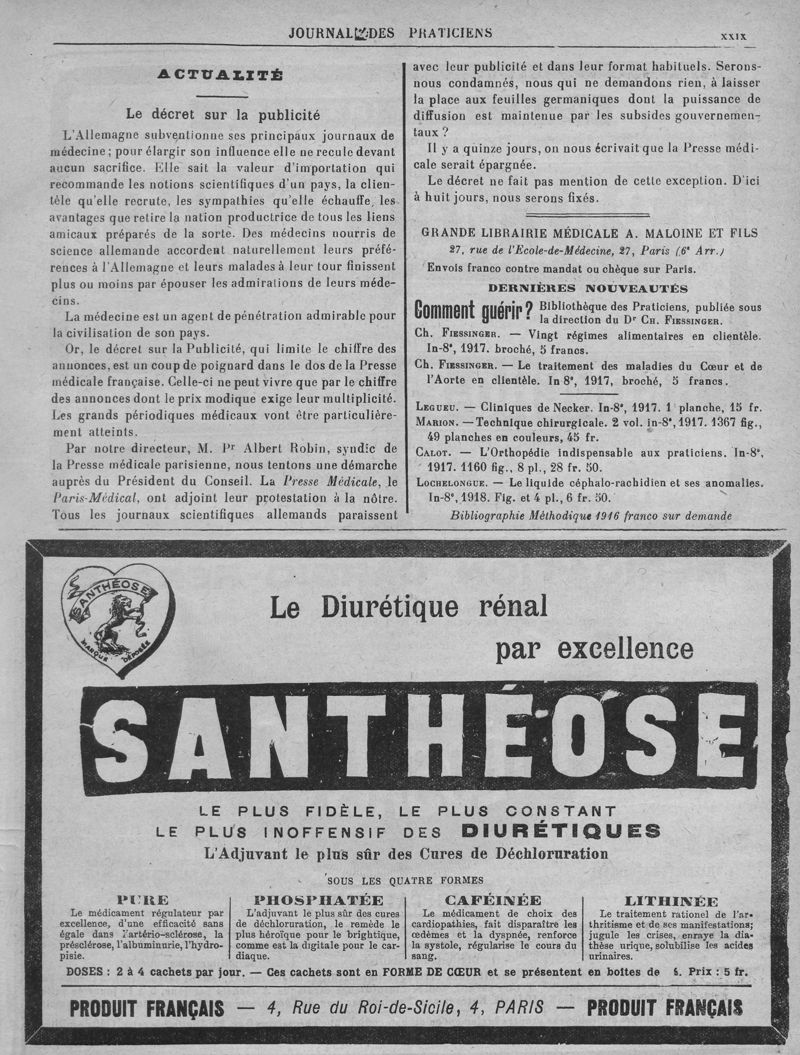 JOURNAL DES PRATICIENS
XXIX
ACTUALITÉ
Le décret sur la publicité
L'Allemagne subventionne ses principaux journaux de
médecine; pour élargir son influence elle ne recule devant
aucun sacrifice. Elle sait la valeur d'importation qui
recommande les notions scientifiques d'un pays, la clien-
tèle qu'elle recrute, les sympathies qu'elle échauffe, les
avantages que retire la nation productrice de tous les liens
amicaux préparés de la sorte. Des médecins nourris de
science allemande accordent naturellement leurs préfé-
rences à l'Allemagne et leurs malades à leur tour finissent
plus ou moins par épouser les admirations de leurs méde-
cins.
La médecine est un agent de pénétration admirable pour
la civilisation de son pays.
Or, le décret sur la Publicité, qui limite le chiffre des
annonces, est un coup de poignard dans le dos de la Presse
médicale française. Celle-ci ne peut vivre que par le chiffre
des annonces dont le prix modique exige leur multiplicité.
Les grands périodiques médicaux vont être particulière-
ment atteints.
Par notre directeur, M. Pr Albert Robin, syndic de
la Presse médicale parisienne, nous tentons une démarche
auprès du Président du Conseil. La Presse Médicale, le
Paris-Médical, ont adjoint leur protestation à la nôtre.
Tous les journaux scientifiques allemands paraissent
avec leur publicité et dans leur format habituels. Serons-
nous condamnés, nous qui ne demandons rien, à laisser
la place aux feuilles germaniques dont la puissance de
diffusion est maintenue par les subsides gouvernemen-
taux ?
Il y a quinze jours, on nous écrivait que la Presse médi-
cale serait épargnée.
Le décret ne fait pas mention de cette exception. D'ici
à huit jours, nous serons fixés.
GRANDE LIBRAIRIE MÉDICALE A. MALOINE ET FILS
27, rue de l'Ecole-de-Médecine, 27, Paris (6e Arr.)
Envois franco contre mandat ou chèque sur Paris.
DERNIÈRES NOUVEAUTÉS
Comment guérir? Bibliothèque des Praticiens, publiée sous
la direction du Dr CH. FIESSINGER.
CH. FIESSINGER. — Vingt régimes alimentaires en clientèle.
In-8°, 1917. broché, 5 francs.
CH. FIESSINGER. — Le traitement des maladies du Cœur et de
l'Aorte en clientèle. In 8°, 1917, broché, 5 francs.
LEGUEU. — Cliniques de Necker. In-8°, 1917. 1 planche, 15 fr.
MARION. — Technique chirurgicale. 2 vol. in-8°, 1917. 1367 fig.,
49 planches en couleurs, 45 fr.
CALOT. — L'Orthopédie indispensable aux praticiens. In-8°,
1917. 1160 fig., 8 pl., 28 fr. 50.
LOCHELONGUE. — Le liquide céphalo-rachidien et ses anomalies.
In-8°, 1918. Fig. et 4 pl., 6 fr. 50.
Bibliographie Méthodique 1916 franco sur demande
SANTHÉOSE
MARQUE DÉPOSÉE
Le Diurétique rénal
par excellence
SANTHÉOSE
LE PLUS FIDÈLE, LE PLUS CONSTANT
LE PLUS INOFFENSIF DES DIURÉTIQUES
L'Adjuvant le plus sûr des Cures de Déchloruration
SOUS LES QUATRE FORMES
PURE
Le médicament régulateur par
excellence, d'une efficacité sans
égale dans l'artério-sclérose, la
présclérose, l'albuminurie, l'hydro-
pisie.
PHOSPHATÉE
L'adjuvant le plus sûr des cures
de déchloruration, le remède le
plus héroïque pour le brightique,
comme est la digitale pour le car-
diaque.
CAFÉINÉE
Le médicament de choix des
cardiopathies, fait disparaître les
œdèmes et la dyspnée, renforce
la systole, régularise le cours du
sang.
LITHINÉE
Le traitement rationel de l'ar-
thritisme et de ses manifestations;
jugule les crises, enraye la dia-
thèse urique, solubilise les acides
urinaires.
DOSES : 2 à 4 cachets par jour. — Ces cachets sont en FORME DE CŒUR et se présentent en boîtes de Prix : 5 fr.
PRODUIT FRANÇAIS — 4, Rue du Roi-de-Sicile, 4, PARIS — PRODUIT FRANÇAIS